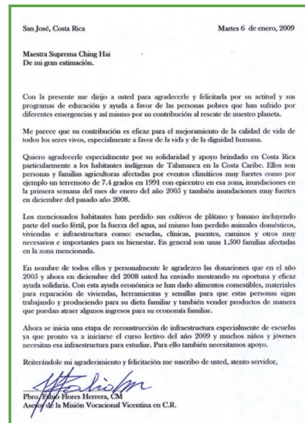 San José, Costa Rica Martes 6 de enero, 2009
Maestra Suprema Ching Hai
De mi gran estimación.
Con la presente me dirijo a usted para agradecerle y felicitarla por su actitud y sus
programas de educación y ayuda a favor de las personas pobres que han sufrido por
diferentes emergencias y así mismo por su contribución al rescate de nuestro planeta.
Me parece que su contribución es eficaz para el mejoramiento de la calidad de vida de
todos los seres vivos, especialmente a favor de la vida y de la dignidad humana.
Quiero agradecerle especialmente por su solidaridad y apoyo brindado en Costa Rica
particularmente a los habitantes indígenas de Talamanca en la Costa Caribe. Ellos son
personas y familias agricultoras afectadas por eventos climáticos muy fuertes como por
ejemplo un terremoto de 7.4 grados en 1991 con epicentro en esa zona, inundaciones en
la primera semana del mes de enero del año 2005 y también inundaciones muy fuertes
en diciembre del pasado año 2008.
Los mencionados habitantes han perdido sus cultivos de plátano y banano incluyendo
parte del suelo fértil, por la fuerza del agua, así mismo han perdido animales domésticos,
viviendas e infraestructura como: escuelas, clínicas, puentes, caminos y otros muy
necesarios e importantes para su bienestar. En general son unas 1.500 familias afectadas
en la zona mencionada.
En nombre de todos ellos y personalmente le agradezco las donaciones que en el año
2005 y ahora en diciembre del 2008 usted ha enviado mostrando su oportuna y eficaz
ayuda solidaria. Con esta ayuda económica se han dado alimentos comestibles, materiales
para reparación de viviendas, herramientas y semillas para que estas personas sigan
trabajando y produciendo para su dieta familiar y también vender productos de manera
que puedan atraer algunos ingresos para su economía familiar.
Ahora se inicia una etapa de reconstrucción de infraestructura especialmente de escuelas
ya que pronto va a iniciarse el curso lectivo del año 2009 y muchos niños y jóvenes
necesitan esa infraestructura para estudiar. Para ello también necesitamos apoyo.
Reiterándole mi agradecimiento y felicitación me suscribo de usted, atento servidor,
Pbro. Fabio Flores Herrera, CM
Asesor de la Misión Vocacional Vicentina en C.R.